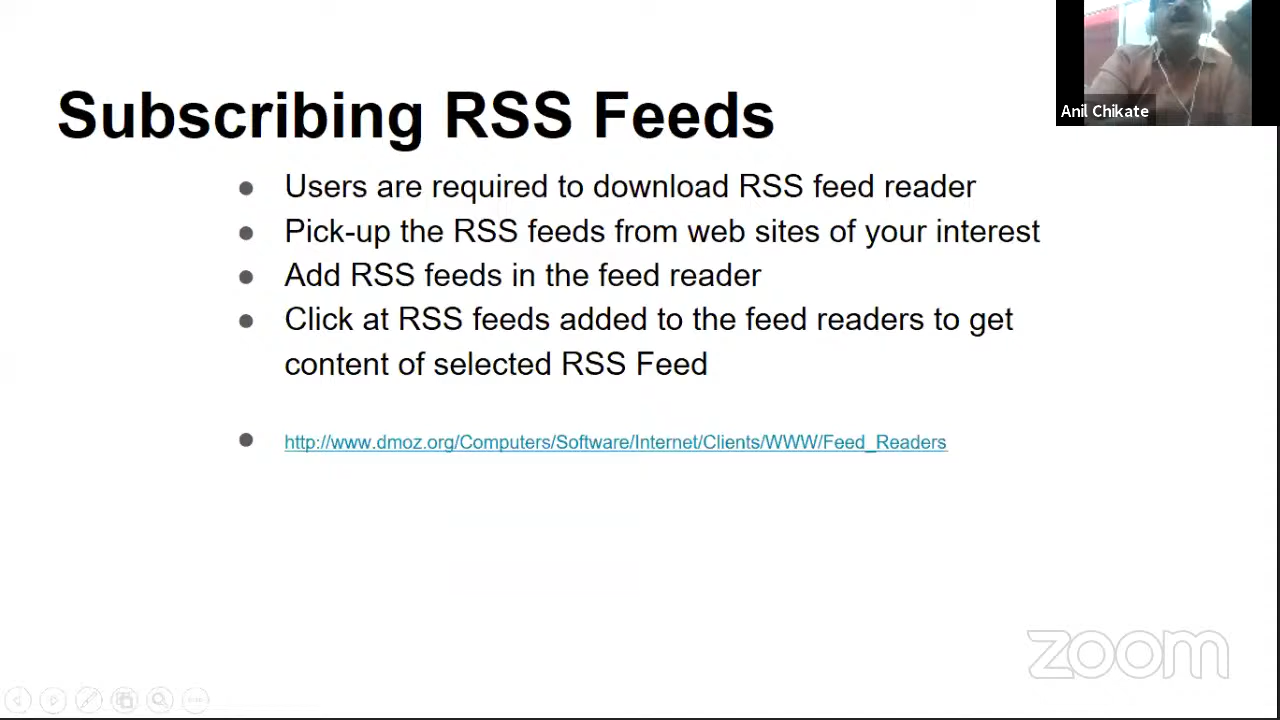 Anil Chikate
Subscribing RSS Feeds
Users are required to download RSS feed reader
Pick-up the RSS feeds from web sites of your interest
Add RSS feeds in the feed reader
Click at RSS feeds added to the feed readers to get
content of selected RSS Feed
http://www.dmoz.org/Computers/Software/Internet/Clients/WWW/Feed_Readers
zoom